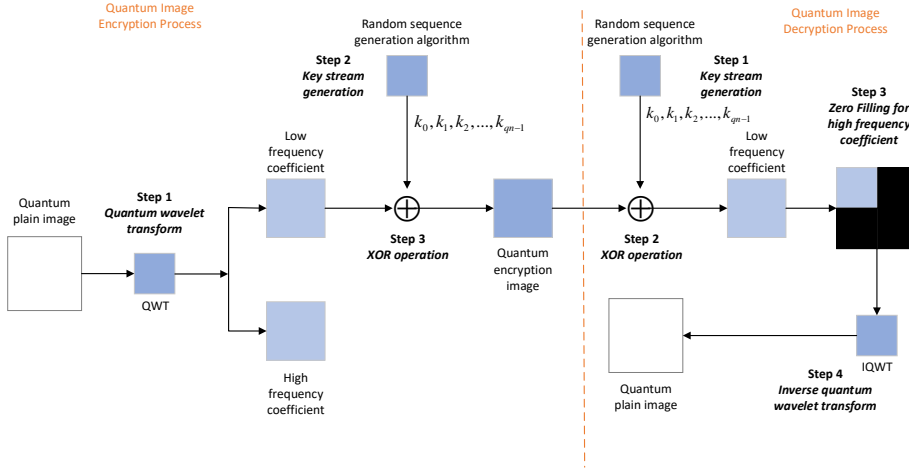 Quantum Image
Encryption Process
Random sequence
generation algorithm
Step 2
Key stream
generation
k0, k1, k2, ..., kqn−1
Low
frequency
coefficient
Step 1
Quantum wavelet
transform
Quantum
plain image
QWT
Step 3
XOR operation
Quantum
encryption
image
High
frequency
coefficient
Quantum Image
Decryption Process
Random sequence
generation algorithm
Step 1
Key stream
generation
k0, k1, k2, ..., kqn−1
Step 3
Zero Filling for
high frequency
coefficient
Low
frequency
coefficient
Step 2
XOR operation
IQWT
Step 4
Inverse quantum
wavelet transform
Quantum
plain image